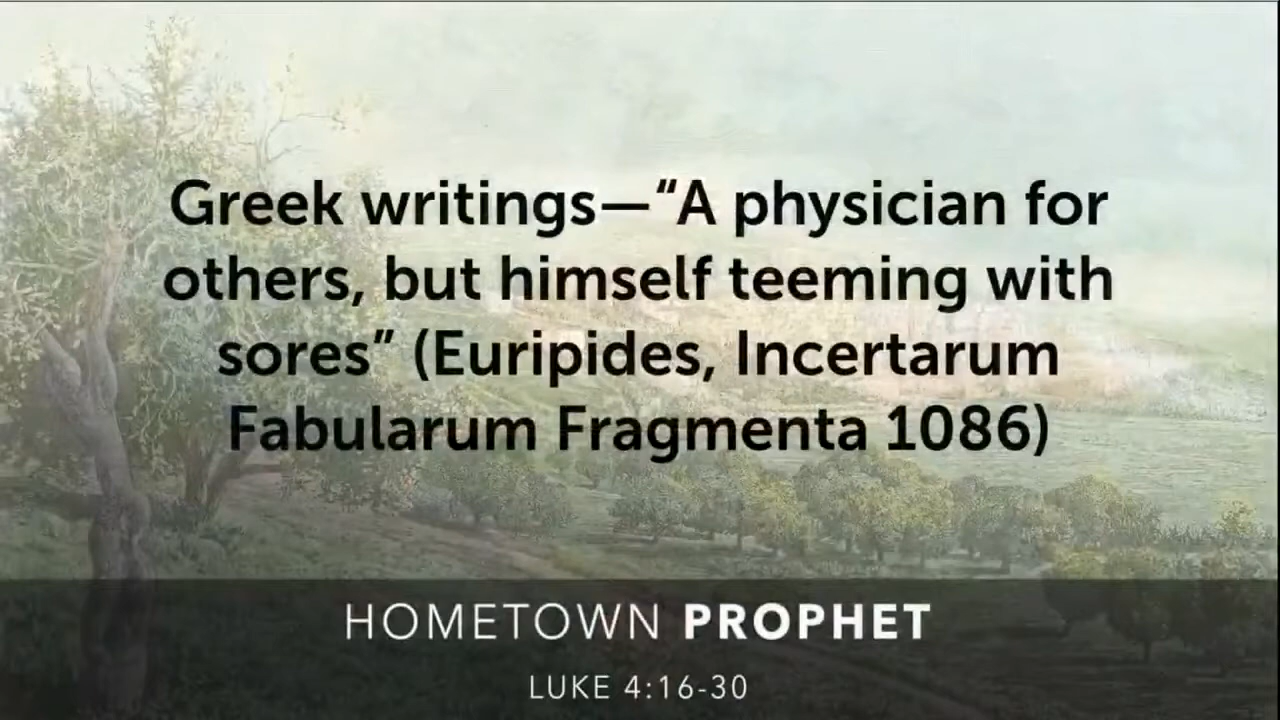 Greek writings—“A physician for
others, but himself teeming with
sores” (Euripides, Incertarum
Fabularum Fragmenta 1086)
HOMETOWN PROPHET
LUKE 4:16-30